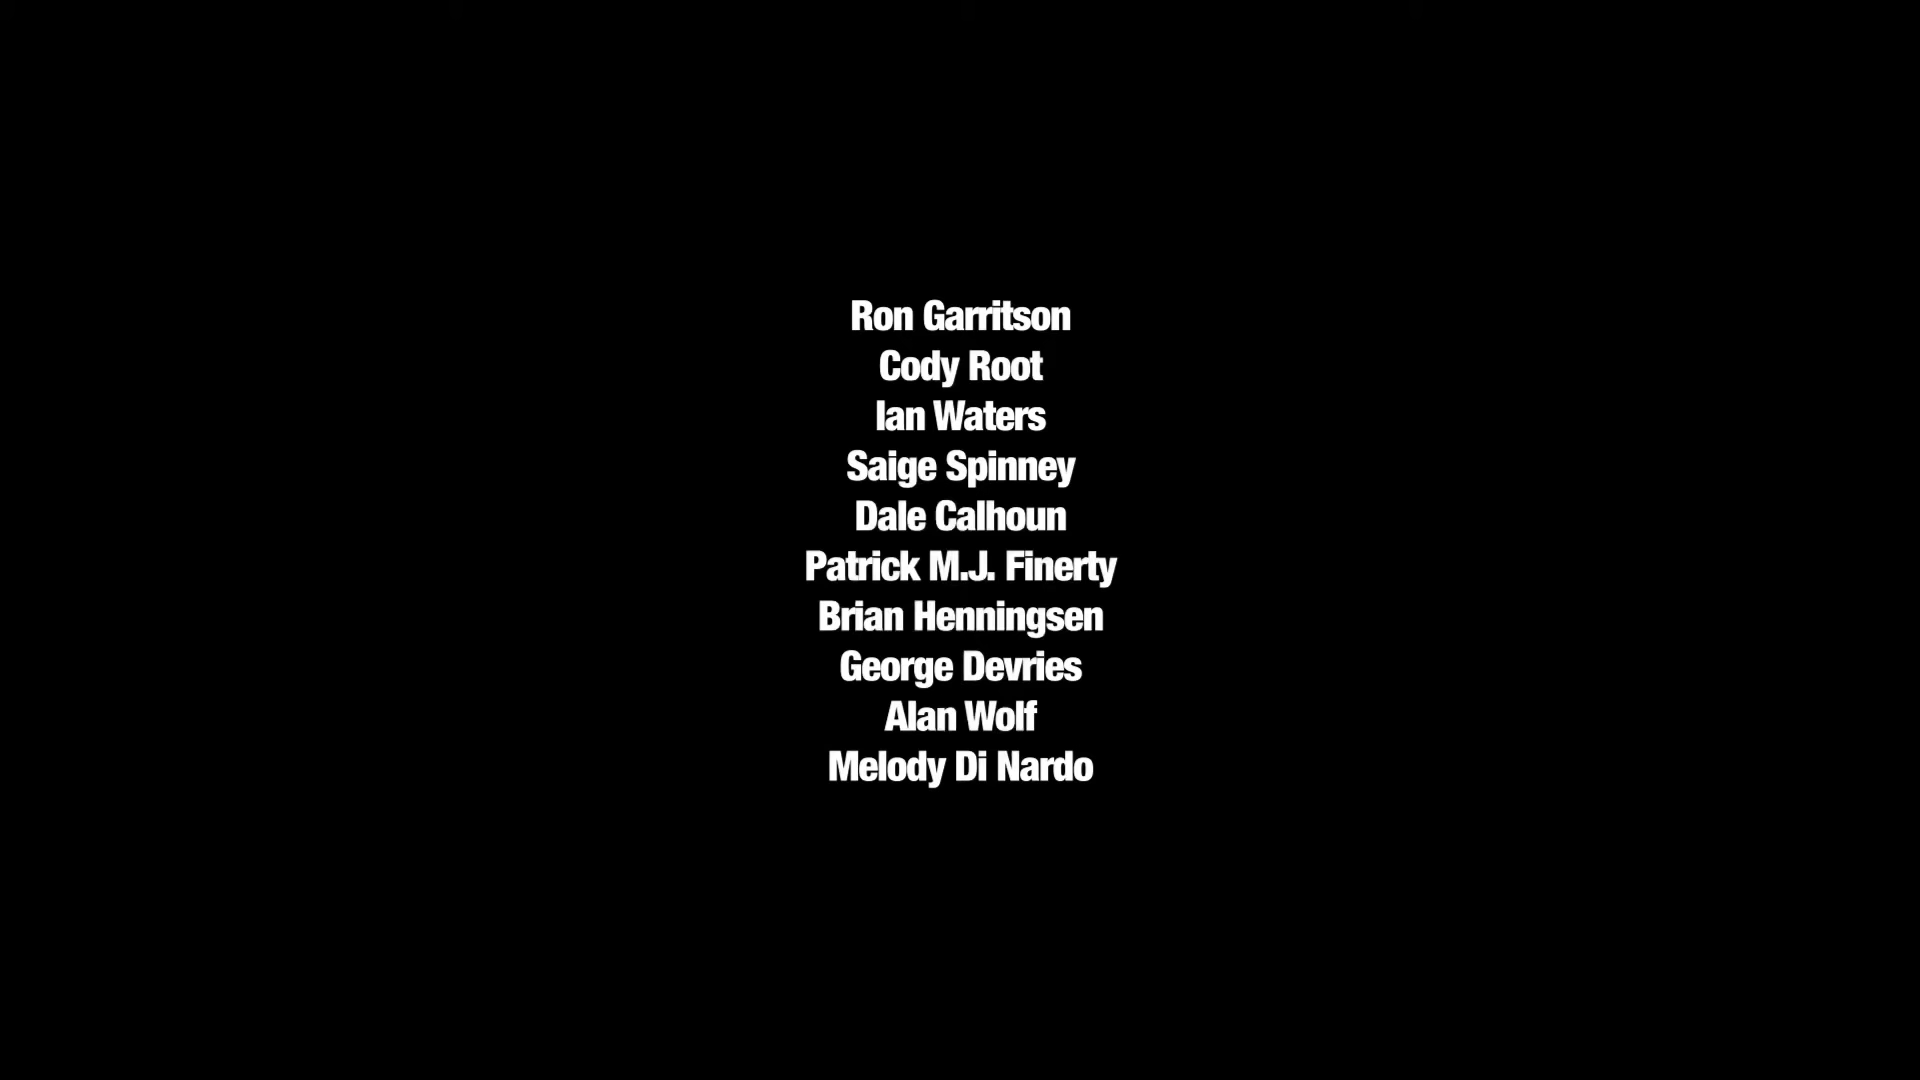 Ron Garritson
Cody Root
Ian Waters
Saige Spinney
Dale Calhoun
Patrick M.J. Finerty
Brian Henningsen
George Devries
Alan Wolf
Melody Di Nardo